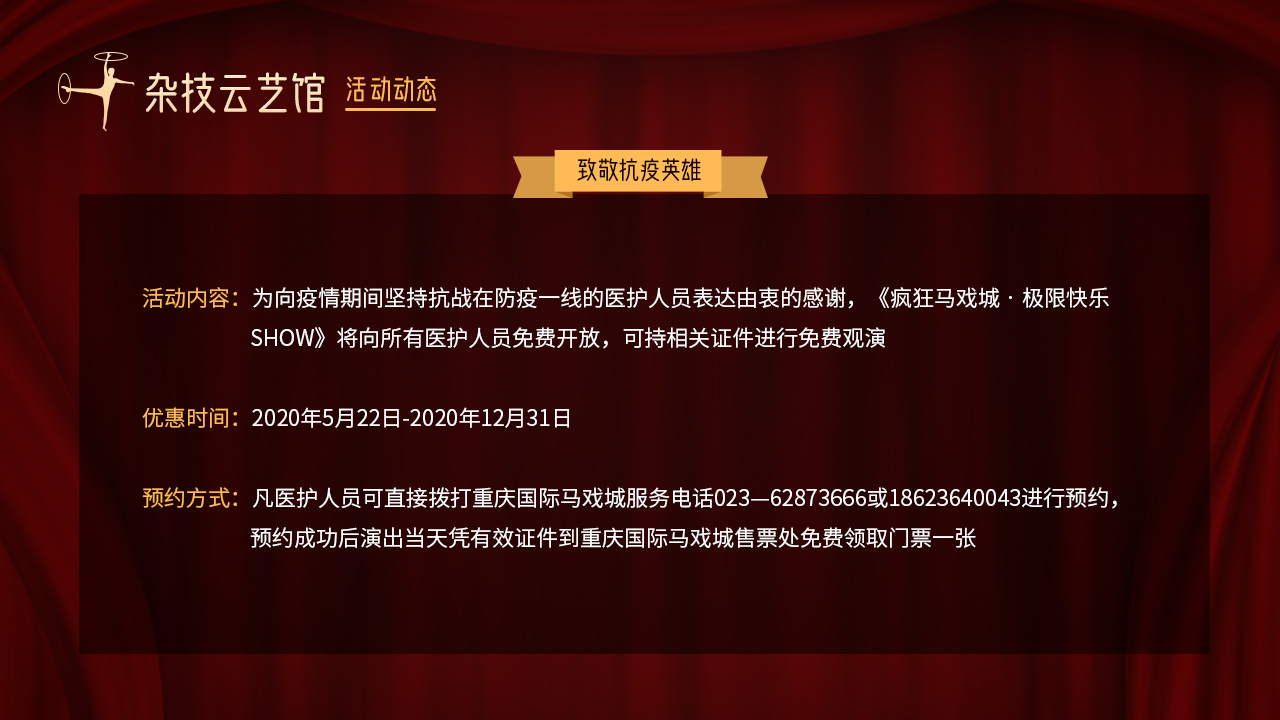 杂技云艺馆 活动动态
致敬抗疫英雄
活动内容：为向疫情期间坚持抗战在防疫一线的医护人员表达由衷的感谢，《疯狂马戏城·极限快乐
SHOW》将向所有医护人员免费开放，可持相关证件进行免费观演
优惠时间：2020年5月22日-2020年12月31日
预约方式：凡医护人员可直接拨打重庆国际马戏城服务电话023—62873666或18623640043进行预约，
预约成功后演出当天凭有效证件到重庆国际马戏城售票处免费领取门票一张